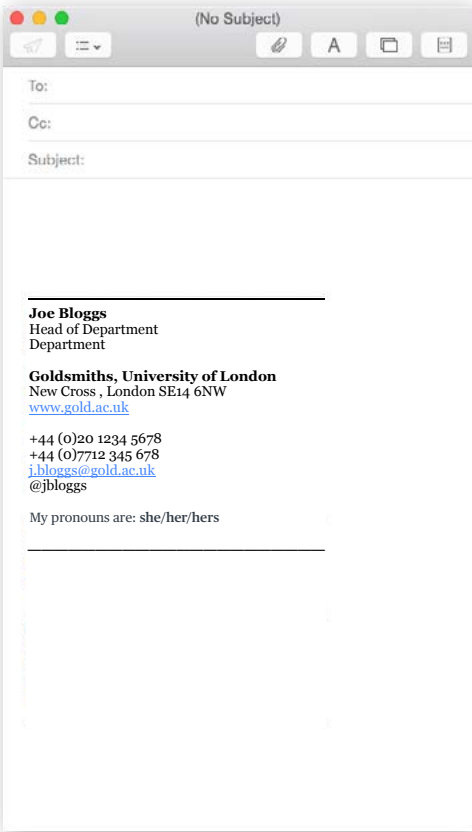 (No Subject)
A
To:
Cc:
Subject:
Joe Bloggs
Head of Department
Department
Goldsmiths, University of London
New Cross , London SE14 6NW
www.gold.ac.uk
+44 (0)20 1234 5678
+44 (0)7712 345 678
j.bloggs@gold.ac.uk
@jbloggs
My pronouns are: she/her/hers